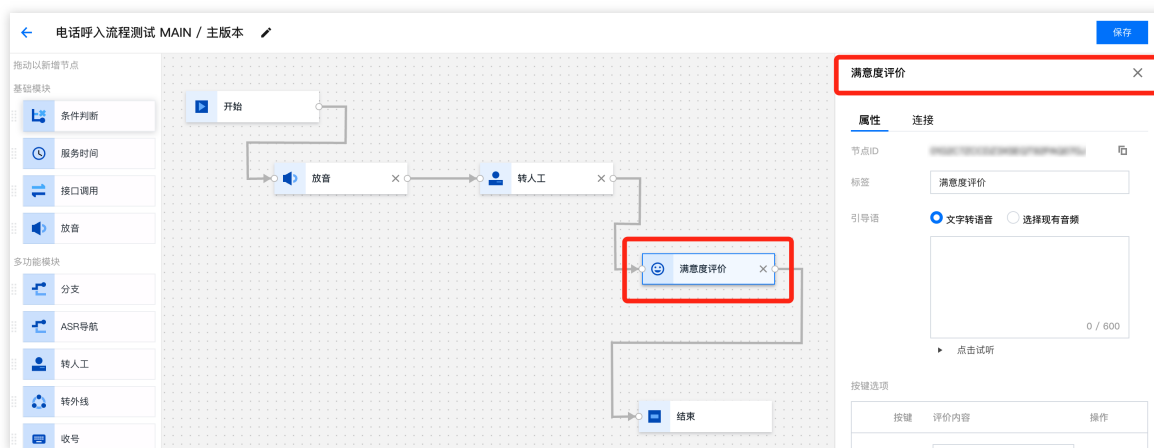 电话呼入流程测试 MAIN / 主版本
保存
拖动以新增节点
基础模块
条件判断
服务时间
接口调用
放音
多功能模块
分支
ASR导航
转人工
转外线
收号
开始
放音
转人工
满意度评价
结束
满意度评价
属性 连接
节点ID
标签 满意度评价
引导语 文字转语音 选择现有音频
0 / 600
点击试听
按键选项
按键 评价内容 操作